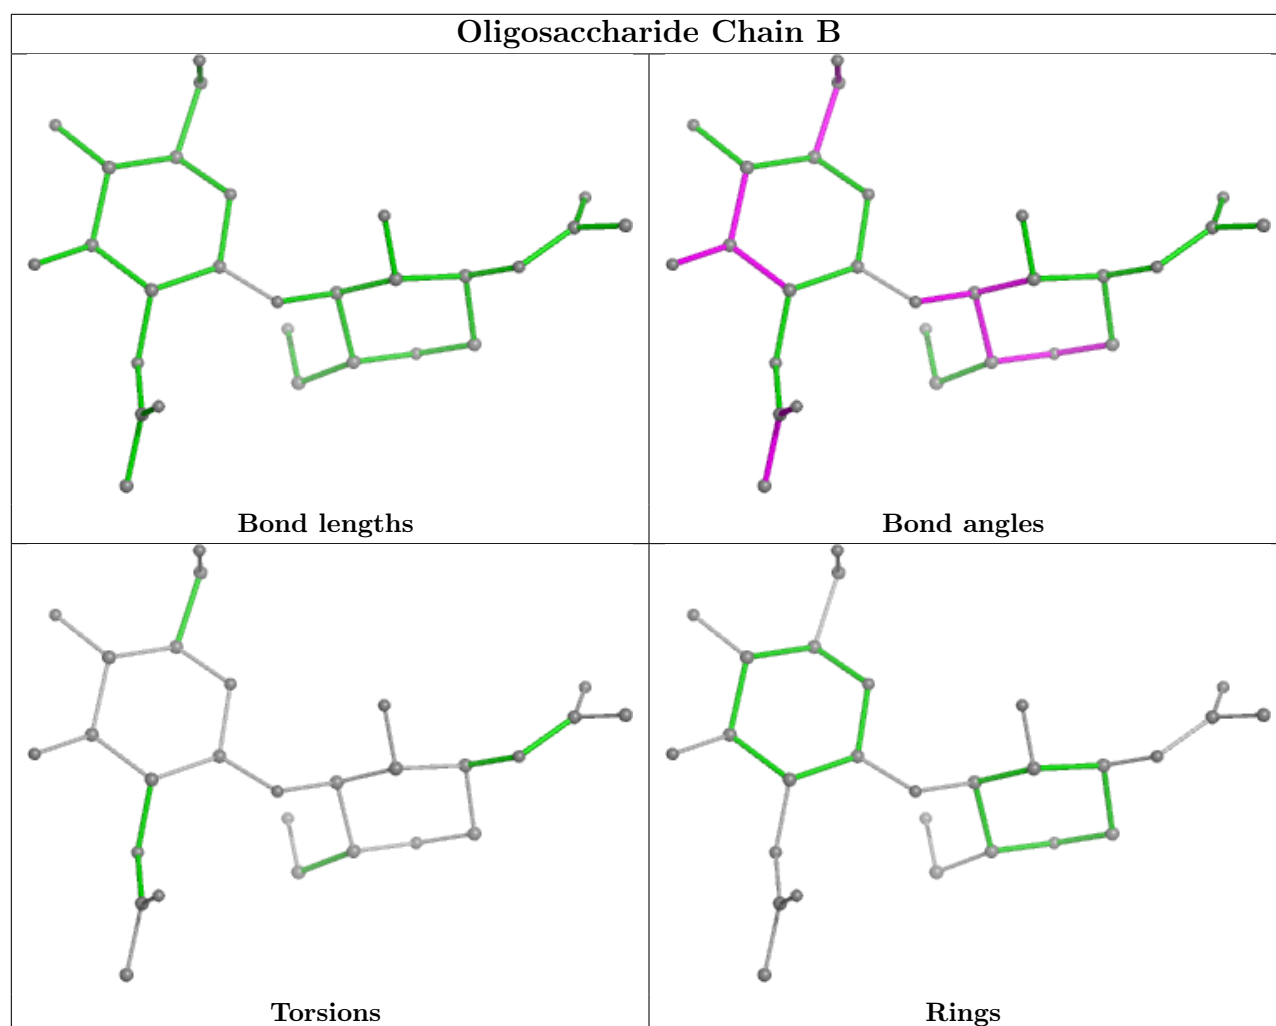 Oligosaccharide Chain B
Bond lengths
Bond angles
Torsions
Rings